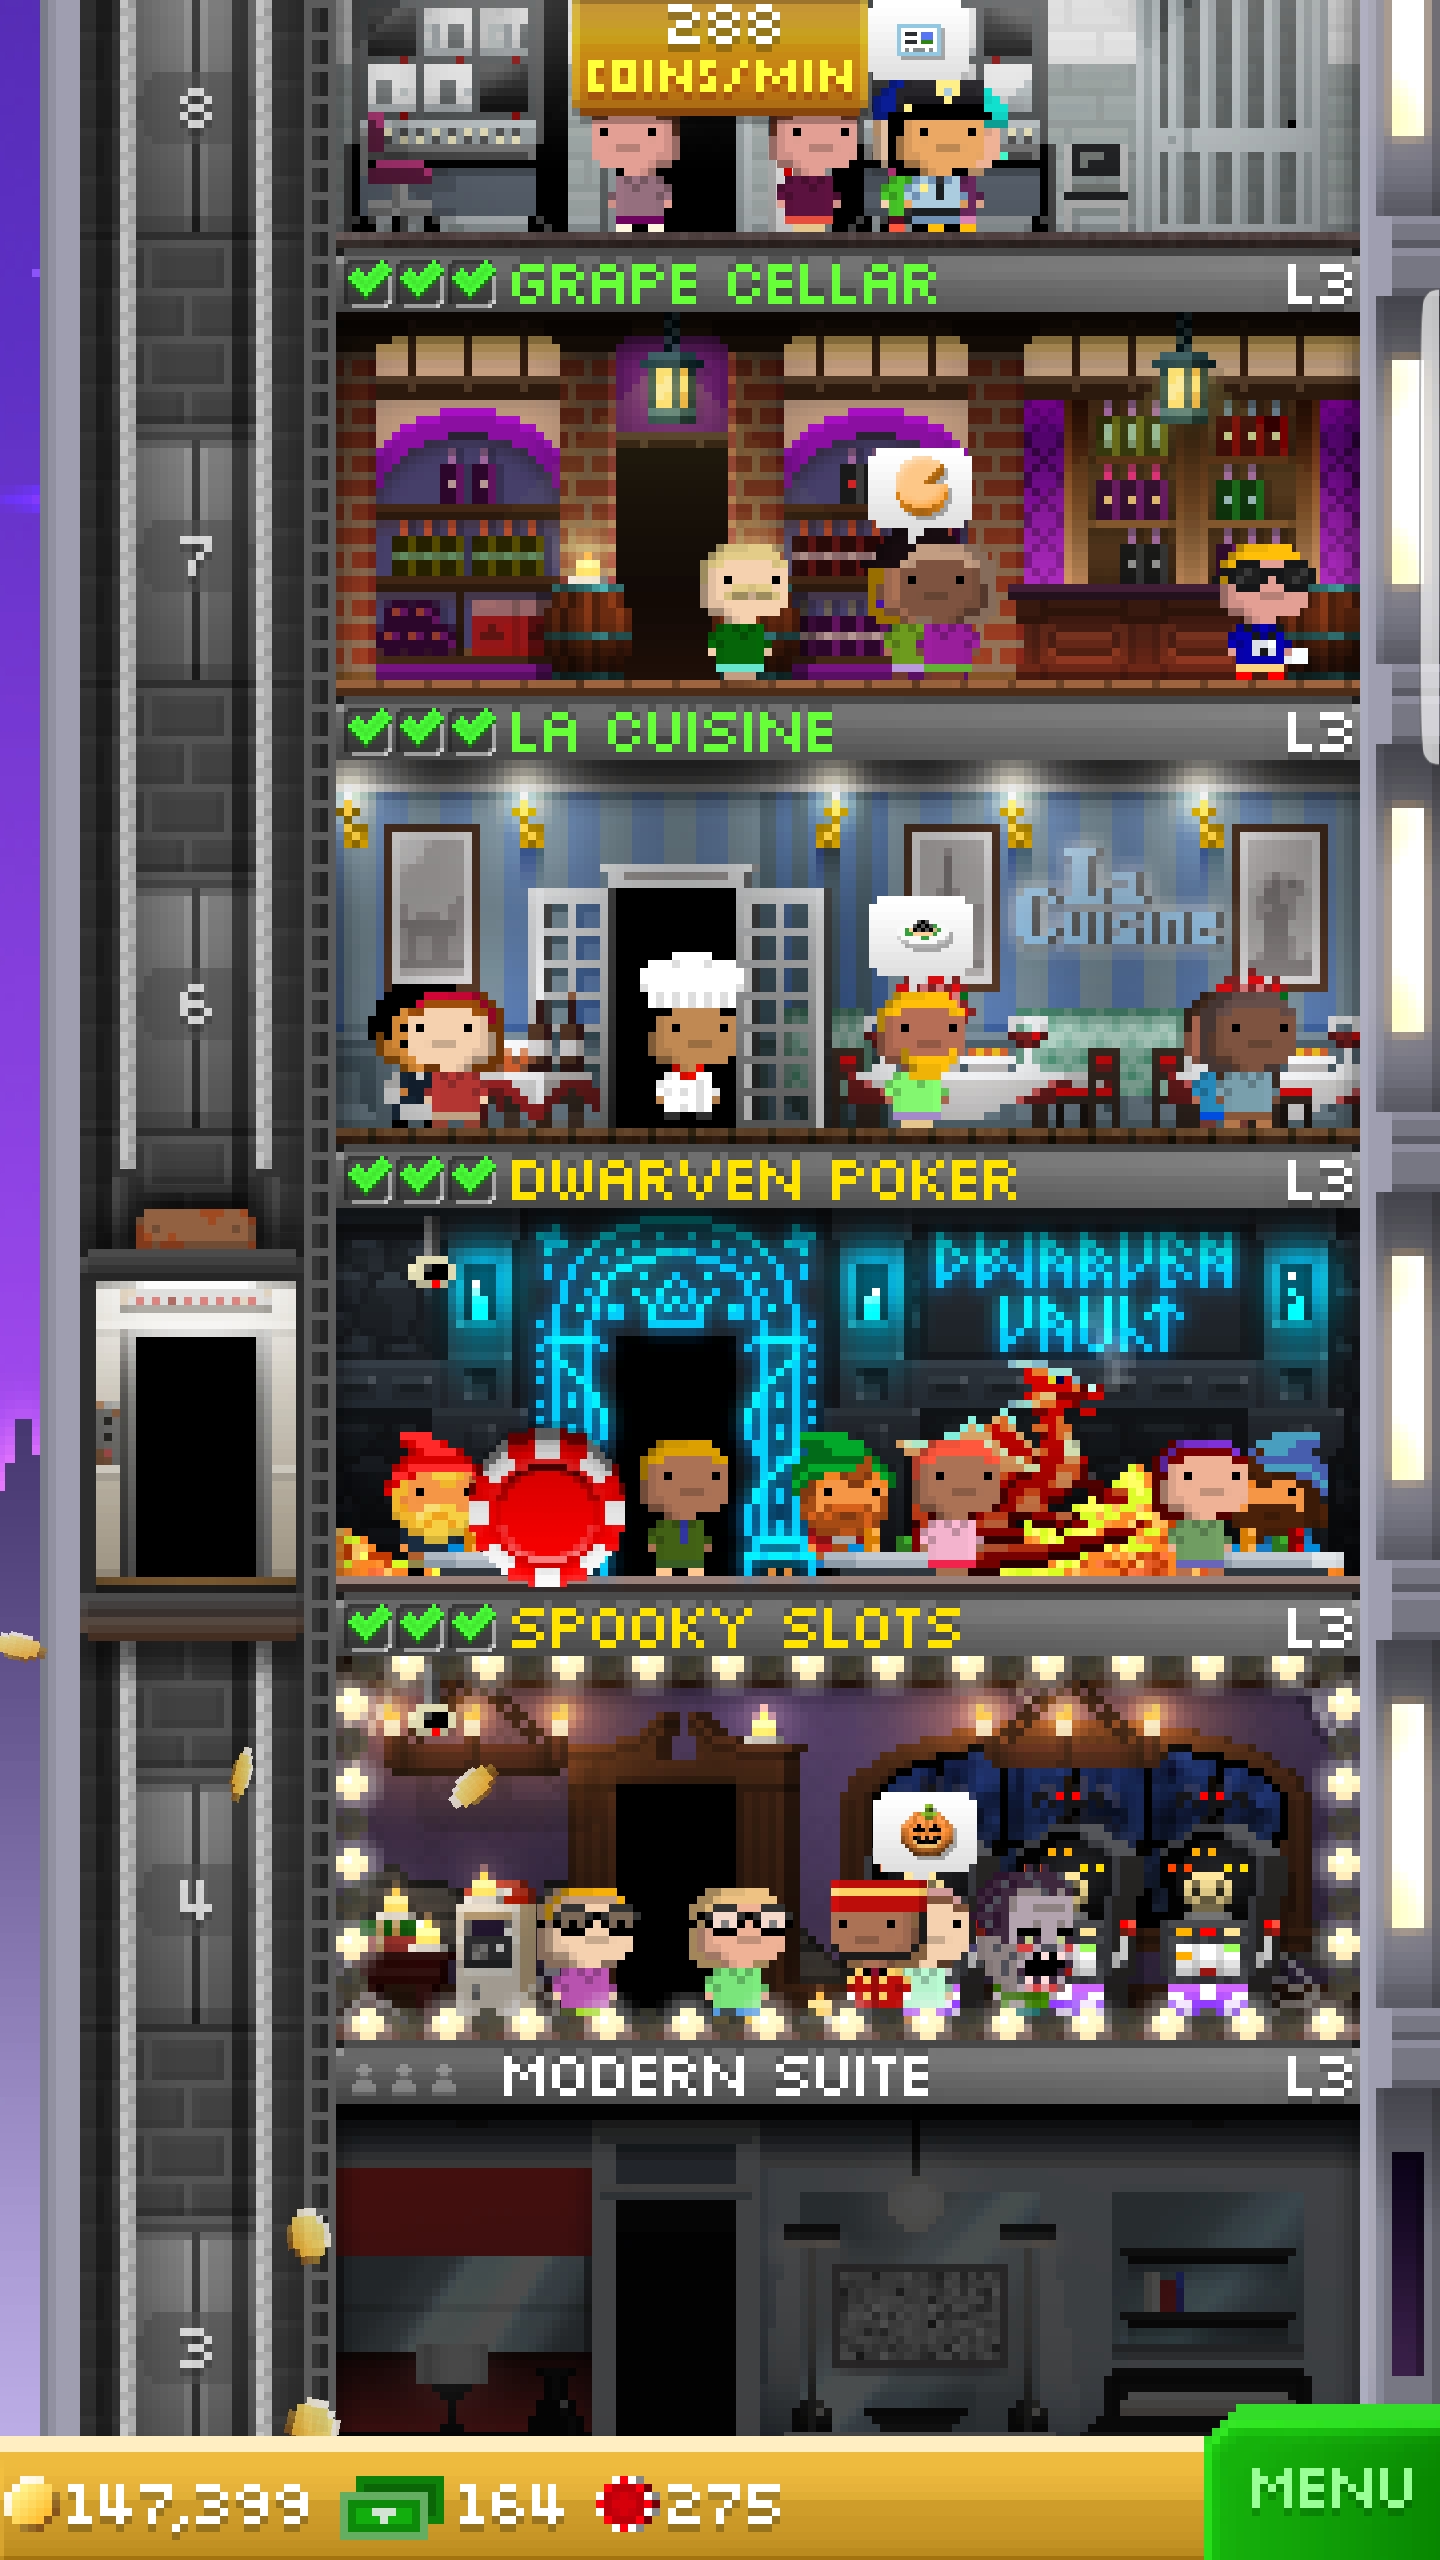 288
COINS/MIN
8
GRAPE CELLAR L3
7
LA CUISINE L3
La
Cuisine
6
DWARVEN POKER L3
DWARVEN
VAULT
SPOOKY SLOTS L3
4
MODERN SUITE L3
3
147,399 164 275
MENU